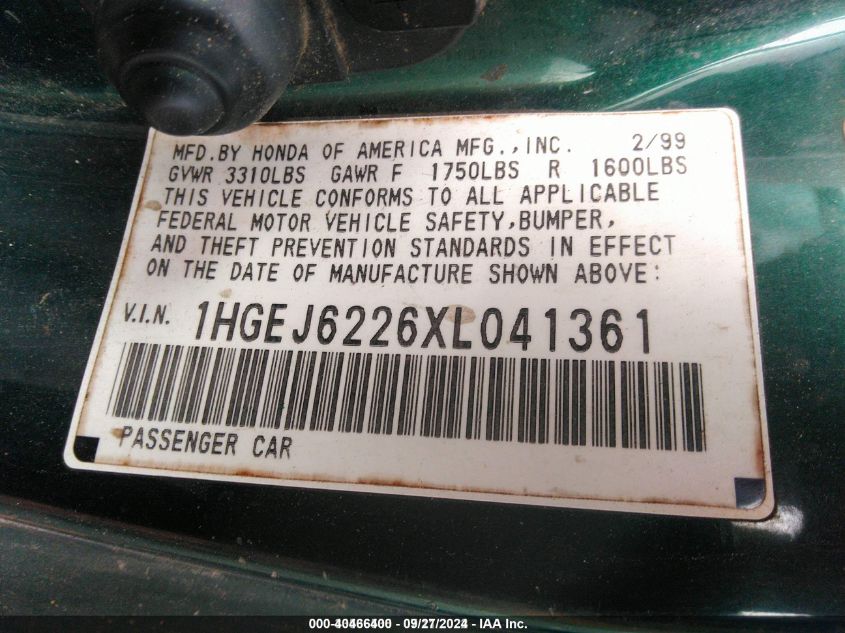 MFD.BY HONDA OF AMERICA MFG.,INC. 2/99
GVWR 3310LBS GAWR F 1750LBS R 1600LBS
THIS VEHICLE CONFORMS TO ALL APPLICABLE
FEDERAL MOTOR VEHICLE SAFETY,BUMPER,
AND THEFT PREVENTION STANDARDS IN EFFECT
ON THE DATE OF MANUFACTURE SHOWN ABOVE:
V.I.N. 1HGEJ6226XL041361
PASSENGER CAR
000-40466400 - 09/27/2024 - IAA Inc.